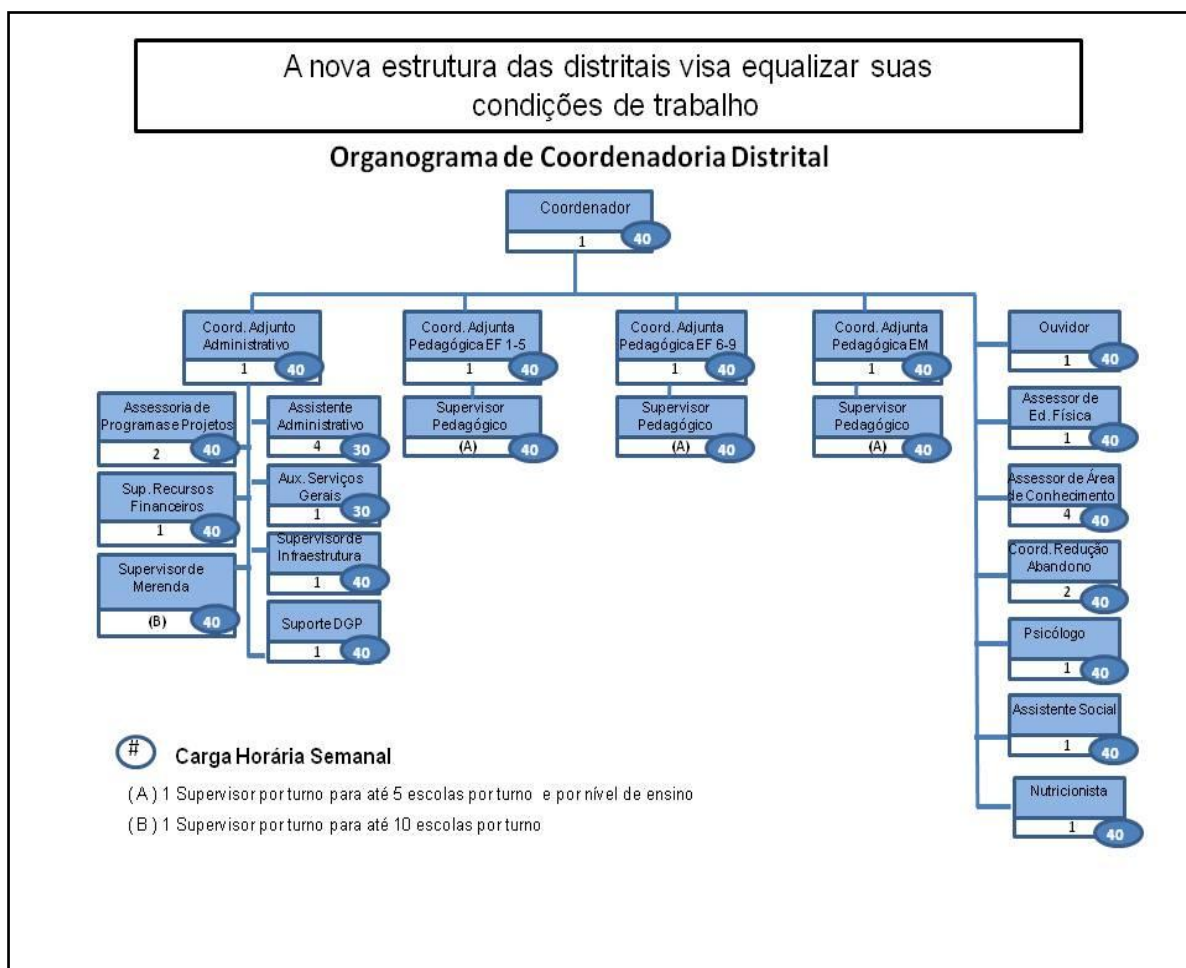 A nova estrutura das distritais visa equalizar suas
condições de trabalho
Organograma de Coordenadoria Distrital
Coordenador
1
40
Coord. Adjunto
Administrativo
1
40
Coord. Adjunta
Pedagógica EF 1-5
1
40
Coord. Adjunta
Pedagógica EF 6-9
1
40
Coord. Adjunta
Pedagógica EM
1
40
Ouvidor
1
40
Assessoria de
Programas e Projetos
2
40
Assistente
Administrativo
4
30
Supervisor
Pedagógico
(A)
40
Supervisor
Pedagógico
(A)
40
Supervisor
Pedagógico
(A)
40
Assessor de
Ed. Física
1
40
Sup. Recursos
Financeiros
1
40
Aux. Serviços
Gerais
1
30
Assessor de Área
de Conhecimento
4
40
Supervisor de
Merenda
(B)
40
Supervisor de
Infraestrutura
1
40
Coord. Redução
Abandono
2
40
Suporte DGP
1
40
Psicólogo
1
40
Assistente Social
1
40
Nutricionista
1
40
# Carga Horária Semanal
(A) 1 Supervisor por turno para até 5 escolas por turno e por nível de ensino
(B) 1 Supervisor por turno para até 10 escolas por turno